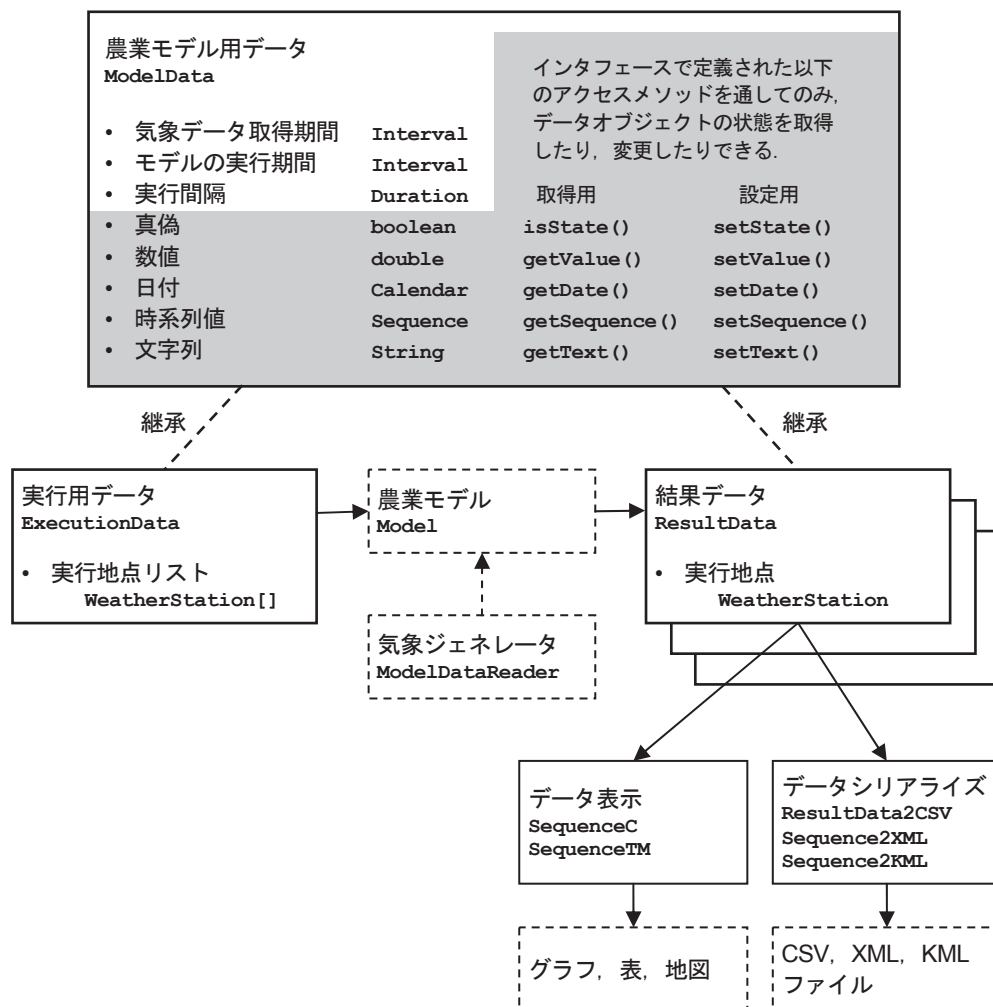 農業モデル用データ
ModelData
インタフェースで定義された以下
のアクセスメソッドを通してのみ,
データオブジェクトの状態を取得
したり, 変更したりできる.
• 気象データ取得期間 Interval
• モデルの実行期間 Interval
• 実行間隔 Duration 取得用 設定用
• 真偽 boolean isState() setState()
• 数値 double getValue() setValue()
• 日付 Calendar getDate() setDate()
• 時系列値 Sequence getSequence() setSequence()
• 文字列 String getText() setText()
継承
継承
実行用データ
ExecutionData
• 実行地点リスト
WeatherStation[]
農業モデル
Model
気象ジェネレータ
ModelDataReader
結果データ
ResultData
• 実行地点
WeatherStation
データ表示
SequenceC
SequenceTM
データシリアライズ
ResultData2CSV
Sequence2XML
Sequence2KML
グラフ, 表, 地図
CSV, XML, KML
ファイル